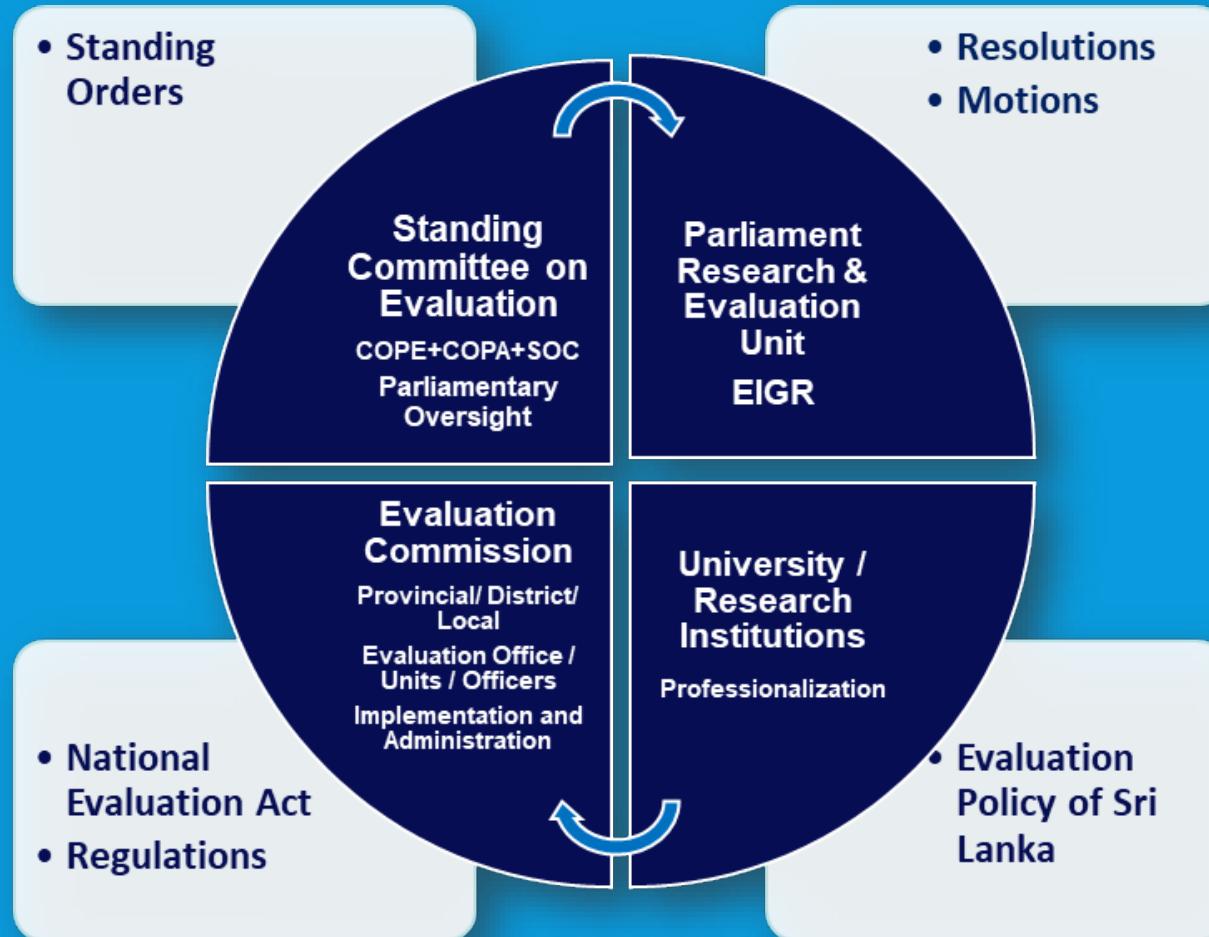 • Standing
Orders
• Resolutions
• Motions
Standing
Committee on
Evaluation
COPE+COPA+SOC
Parliamentary
Oversight
Parliament
Research &
Evaluation
Unit
EIGR
Evaluation
Commission
Provincial/ District/
Local
Evaluation Office /
Units / Officers
Implementation and
Administration
University /
Research
Institutions
Professionalization
• National
Evaluation Act
• Regulations
• Evaluation
Policy of Sri
Lanka